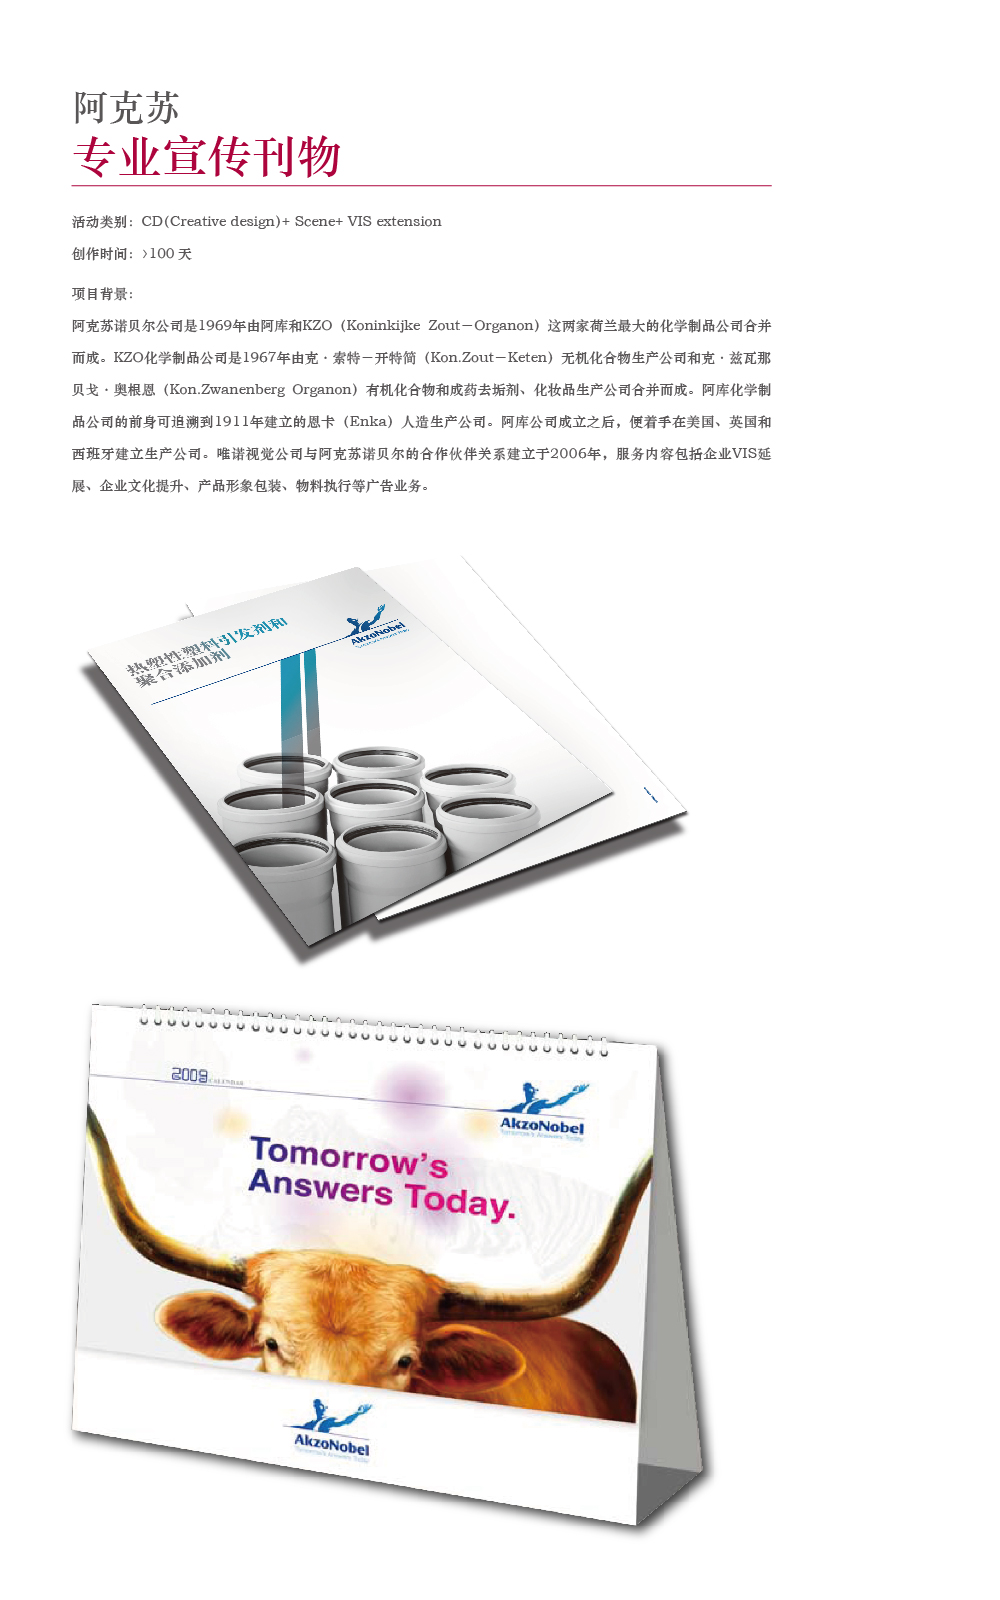 阿克苏
专业宣传刊物
活动类别：CD(Creative design)+ Scene+ VIS extension
创作时间：>100 天
项目背景：
阿克苏诺贝尔公司是1969年由阿库和KZO（Koninkijke Zout－Organon）这两家荷兰最大的化学制品公司合并
而成。KZO化学制品公司是1967年由克·索特－开特简（Kon.Zout－Keten）无机化合物生产公司和克·兹瓦那
贝戈·奥根恩（Kon.Zwanenberg Organon）有机化合物和成药去垢剂、化妆品生产公司合并而成。阿库化学制
品公司的前身可追溯到1911年建立的恩卡（Enka）人造生产公司。阿库公司成立之后，便着手在美国、英国和
西班牙建立生产公司。唯诺视觉公司与阿克苏诺贝尔的合作伙伴关系建立于2006年，服务内容包括企业VIS延
展、企业文化提升、产品形象包装、物料执行等广告业务。
热塑性塑料引发剂和
聚合添加剂
AkzoNobel
Tomorrow's Answers Today
2009 CALENDAR
AkzoNobel
Tomorrow's Answers Today
Tomorrow's
Answers Today.
AkzoNobel
Tomorrow's Answers Today